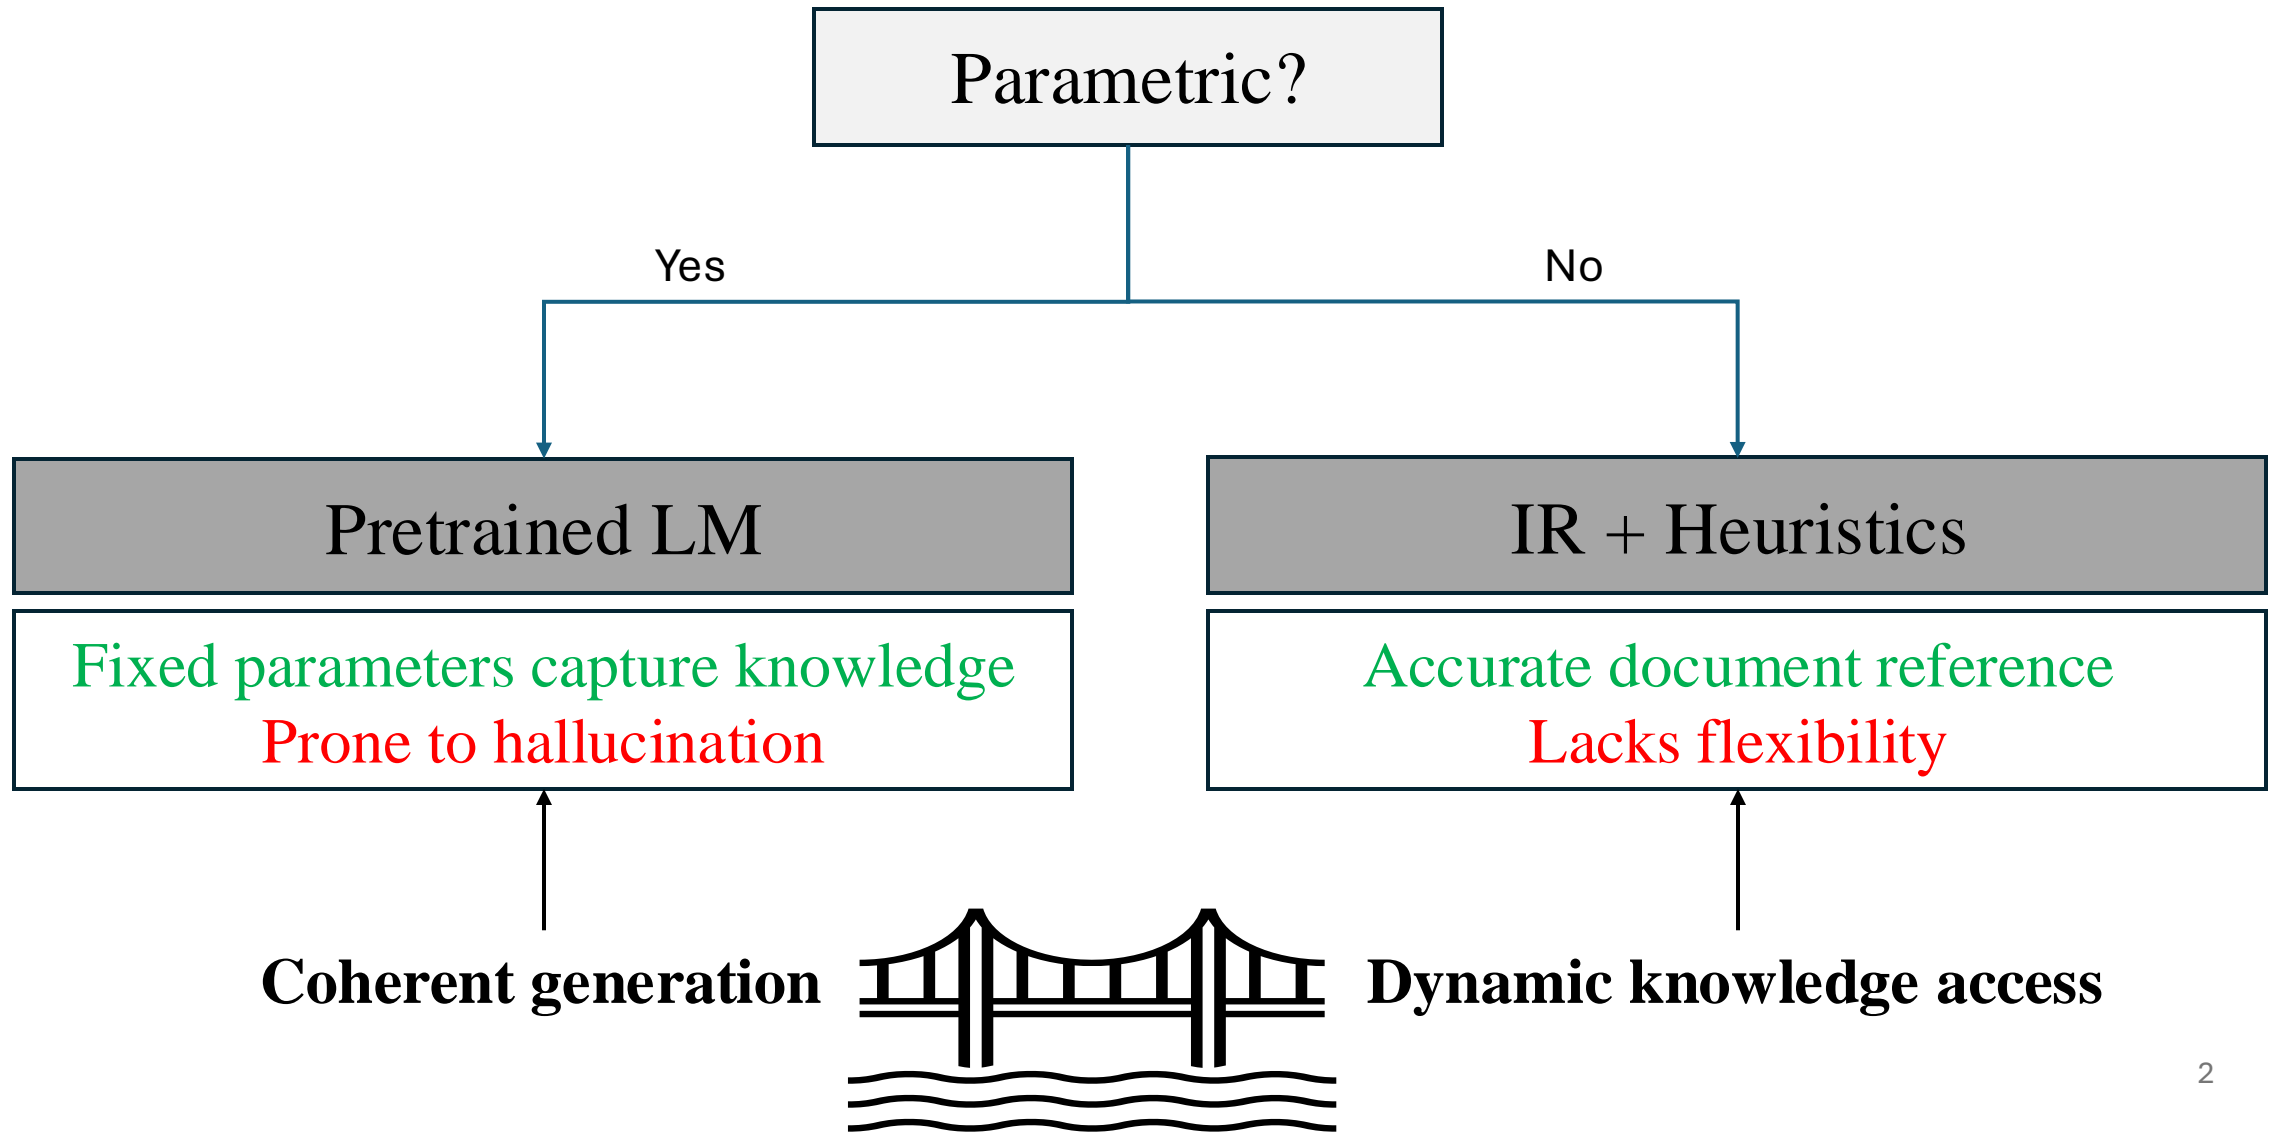 Parametric?
Yes
No
Pretrained LM
IR + Heuristics
Fixed parameters capture knowledge
Prone to hallucination
Accurate document reference
Lacks flexibility
Coherent generation
Dynamic knowledge access
2